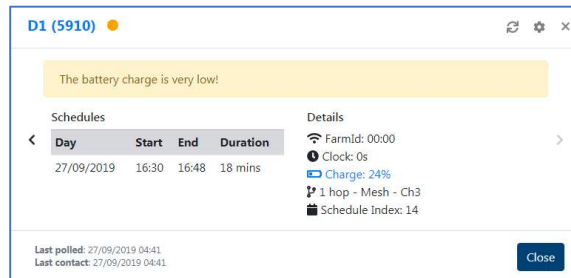 D1 (5910)
The battery charge is very low!
Schedules
Day Start End Duration
27/09/2019 16:30 16:48 18 mins
Details
FarmId: 00:00
Clock: 0s
Charge: 24%
1 hop - Mesh - Ch3
Schedule Index: 14
Last polled: 27/09/2019 04:41
Last contact: 27/09/2019 04:41
Close